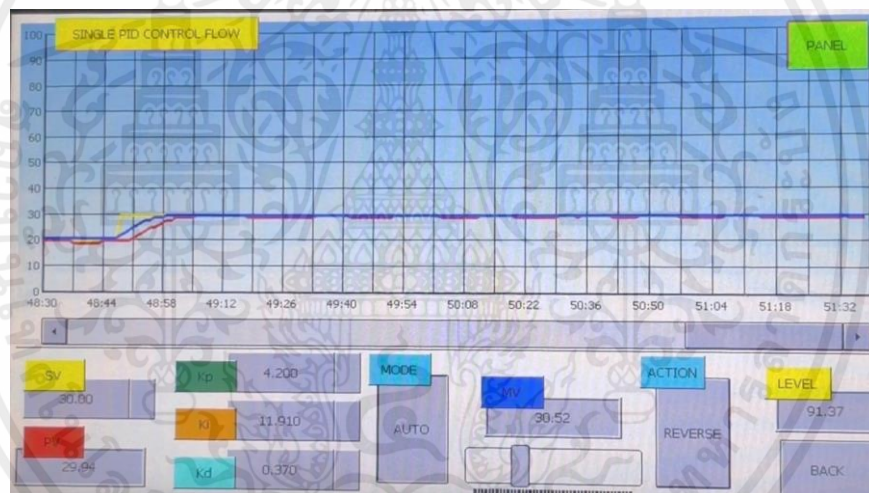 SINGLE PID CONTROL FLOW
PANEL
100
90
80
70
60
50
40
30
20
10
0
48:30 48:44 48:58 49:12 49:26 49:40 49:54 50:08 50:22 50:36 50:50 51:04 51:18 51:32
SV
30.00
PV
29.94
Kp 4.200
Ki 11.910
Kd 0.370
MODE
AUTO
MV
30.52
ACTION
REVERSE
LEVEL
91.37
BACK